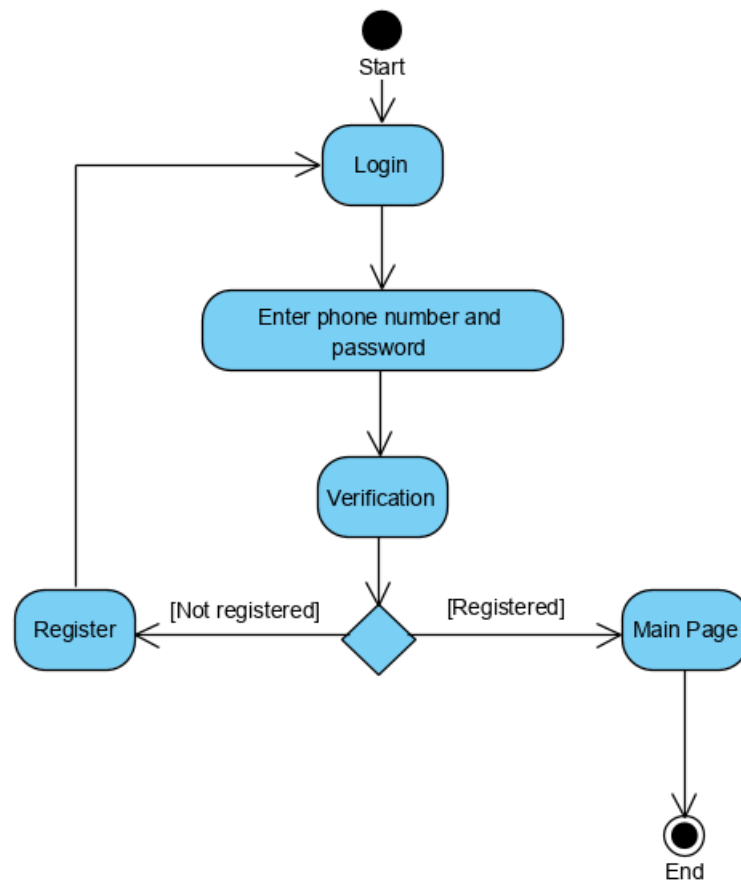 Start
Login
Enter phone number and
password
Verification
[Not registered]
[Registered]
Register
Main Page
End